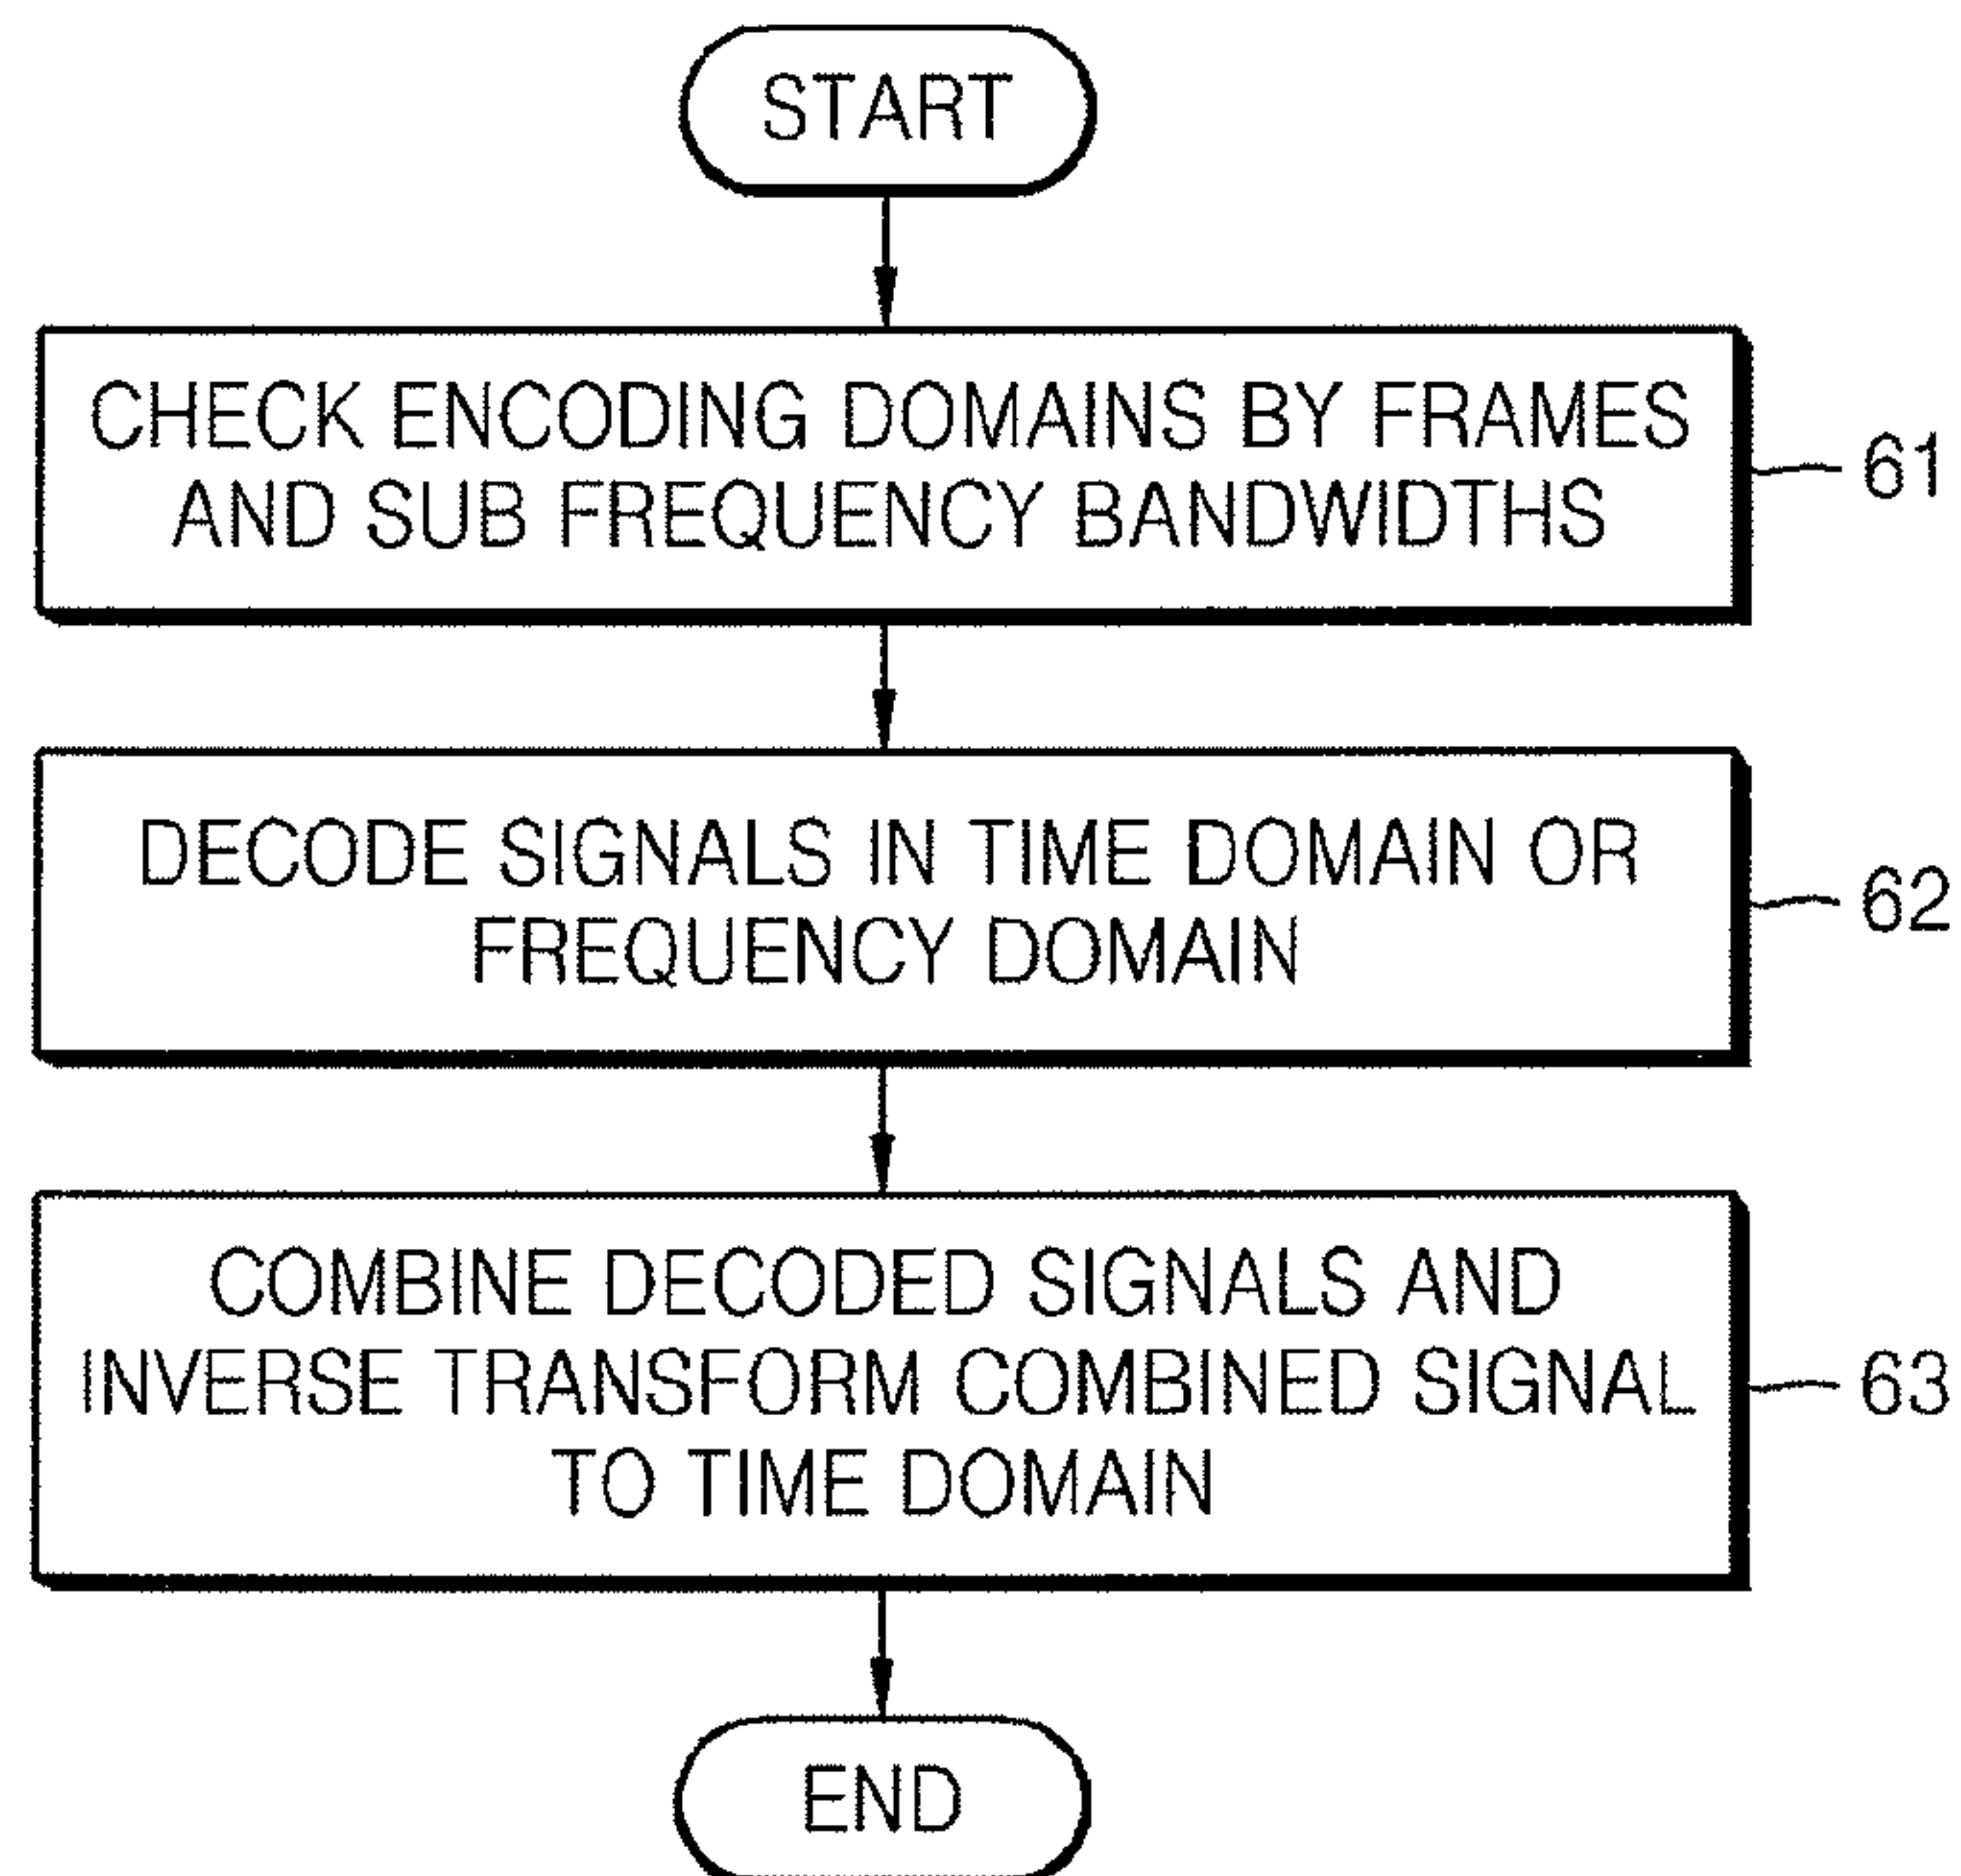 START
CHECK ENCODING DOMAINS BY FRAMES
AND SUB FREQUENCY BANDWIDTHS
61
DECODE SIGNALS IN TIME DOMAIN OR
FREQUENCY DOMAIN
62
COMBINE DECODED SIGNALS AND
INVERSE TRANSFORM COMBINED SIGNAL
TO TIME DOMAIN
63
END